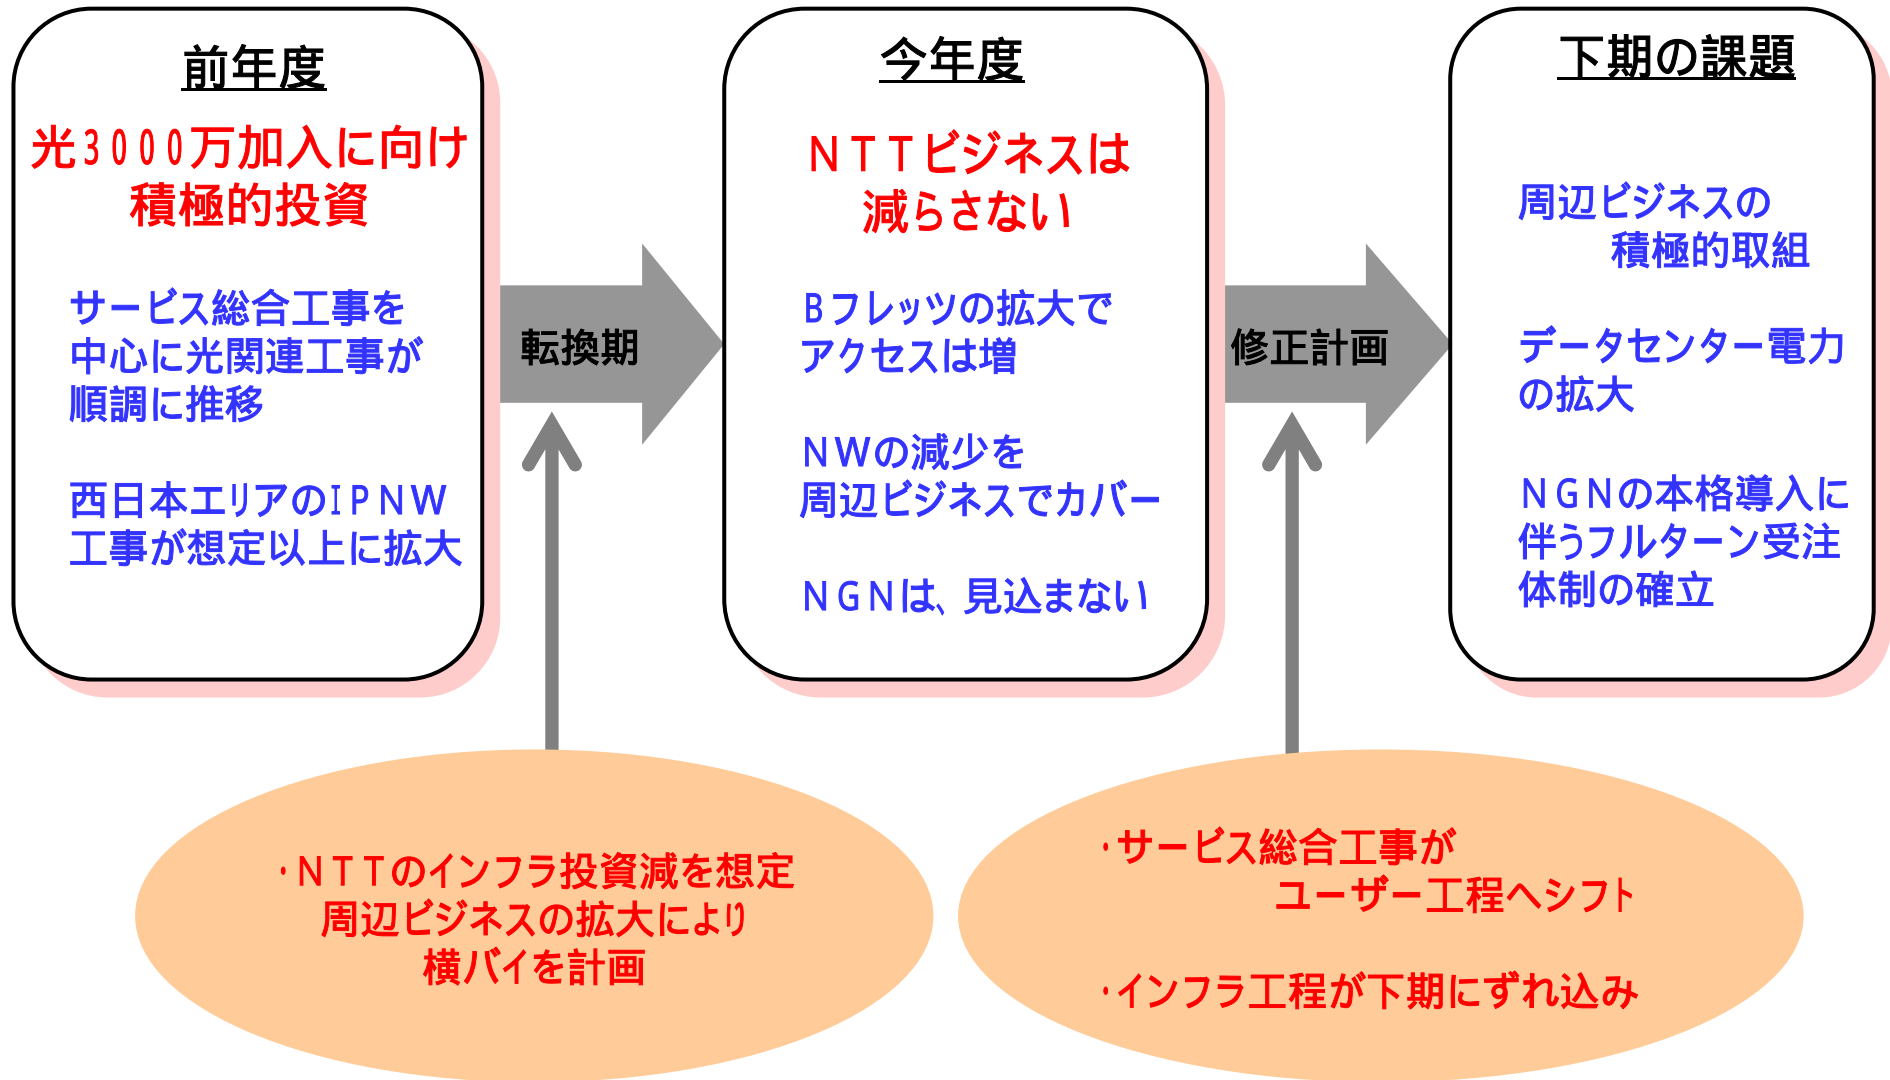 前年度
光３０００万加入に向け
積極的投資
サービス総合工事を
中心に光関連工事が
順調に推移
西日本エリアのＩＰＮＷ
工事が想定以上に拡大
転換期
今年度
ＮＴＴビジネスは
減らさない
Ｂフレッツの拡大で
アクセスは増
ＮＷの減少を
周辺ビジネスでカバー
ＮＧＮは、見込まない
修正計画
下期の課題
周辺ビジネスの
積極的取組
データセンター電力
の拡大
ＮＧＮの本格導入に
伴うフルターン受注
体制の確立
・ＮＴＴのインフラ投資減を想定
周辺ビジネスの拡大により
横バイを計画
・サービス総合工事が
ユーザー工程へシフト
・インフラ工程が下期にずれ込み